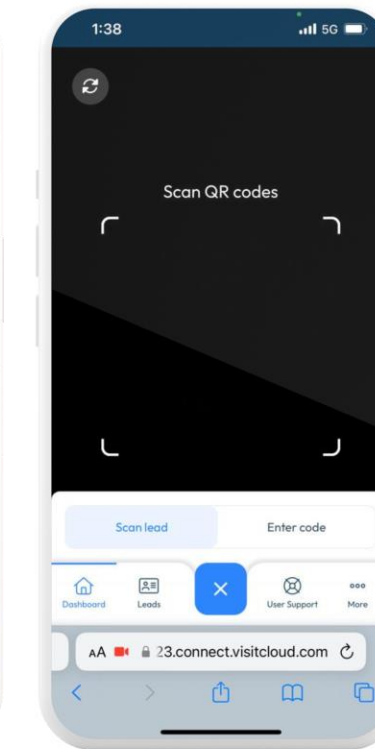 1:38 5G
Scan QR codes
Scan lead Enter code
Dashboard Leads User Support More
AA 23.connect.visitcloud.com